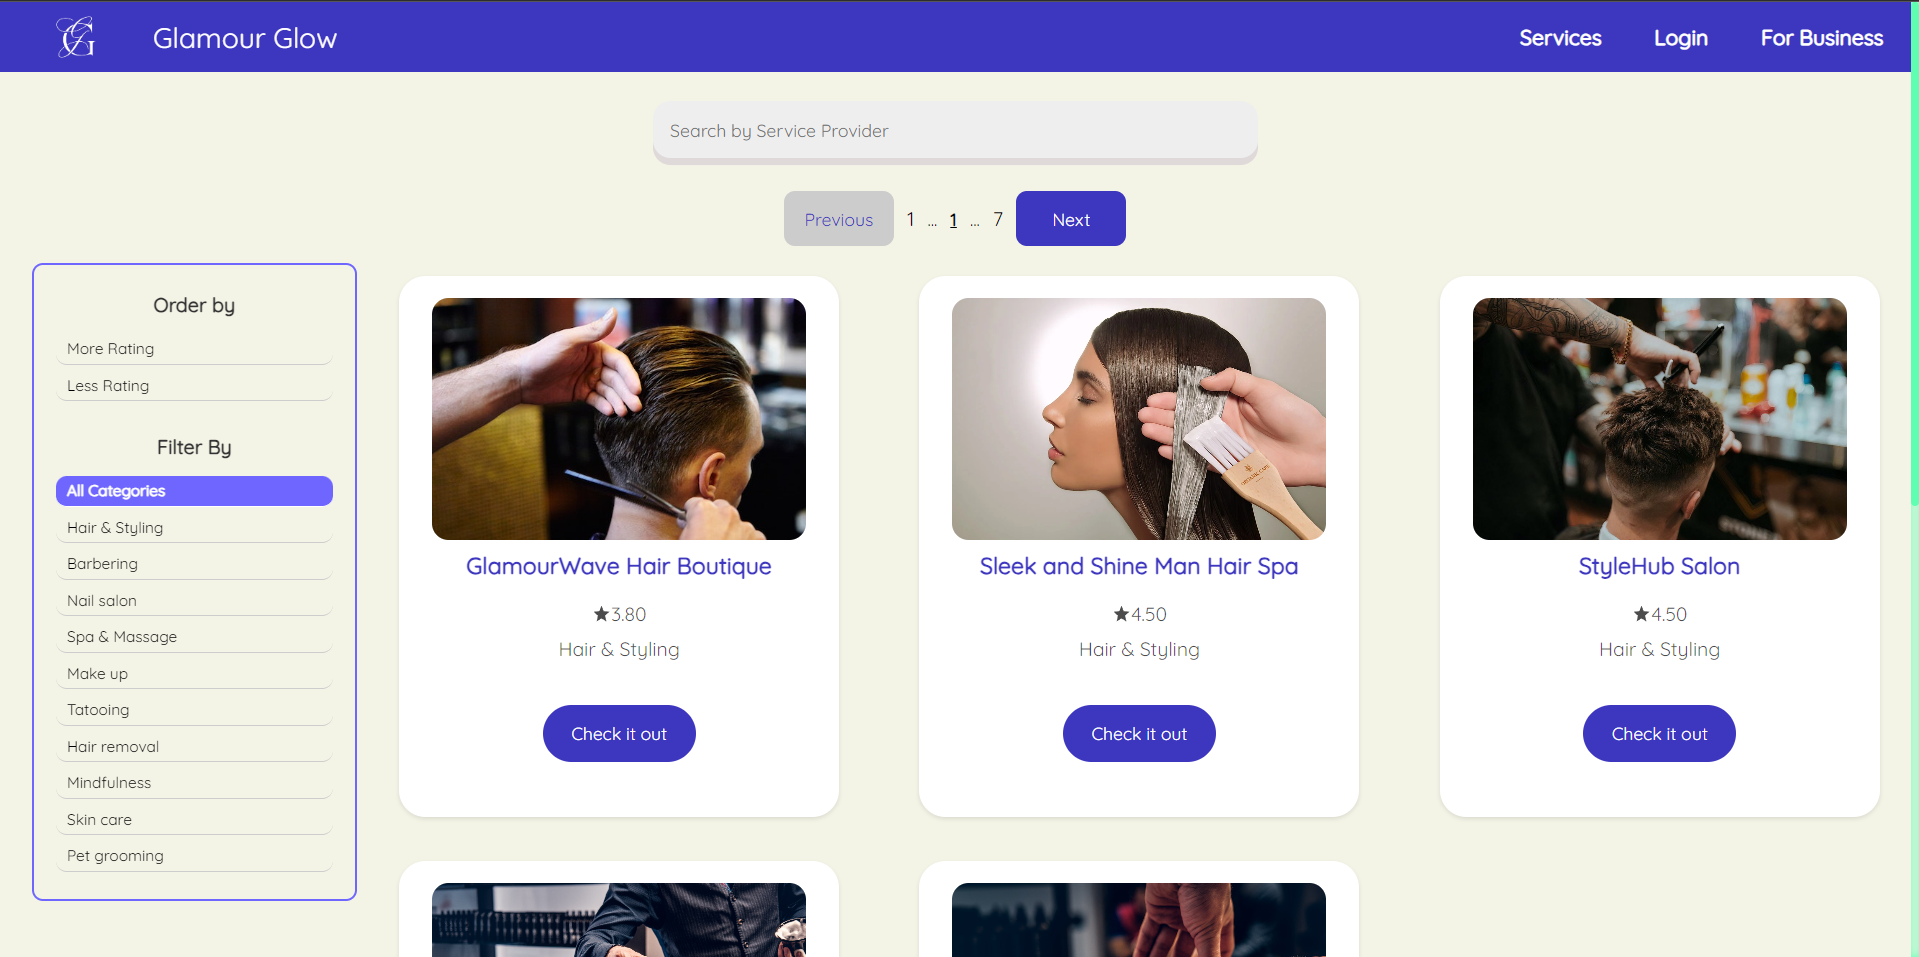 Glamour Glow
Services Login For Business
Search by Service Provider
Previous 1 ... 1 ... 7 Next
Order by
More Rating
Less Rating
Filter By
All Categories
Hair & Styling
Barbering
Nail salon
Spa & Massage
Make up
Tatooing
Hair removal
Mindfulness
Skin care
Pet grooming
GlamourWave Hair Boutique
★3.80
Hair & Styling
Check it out
Sleek and Shine Man Hair Spa
★4.50
Hair & Styling
Check it out
StyleHub Salon
★4.50
Hair & Styling
Check it out